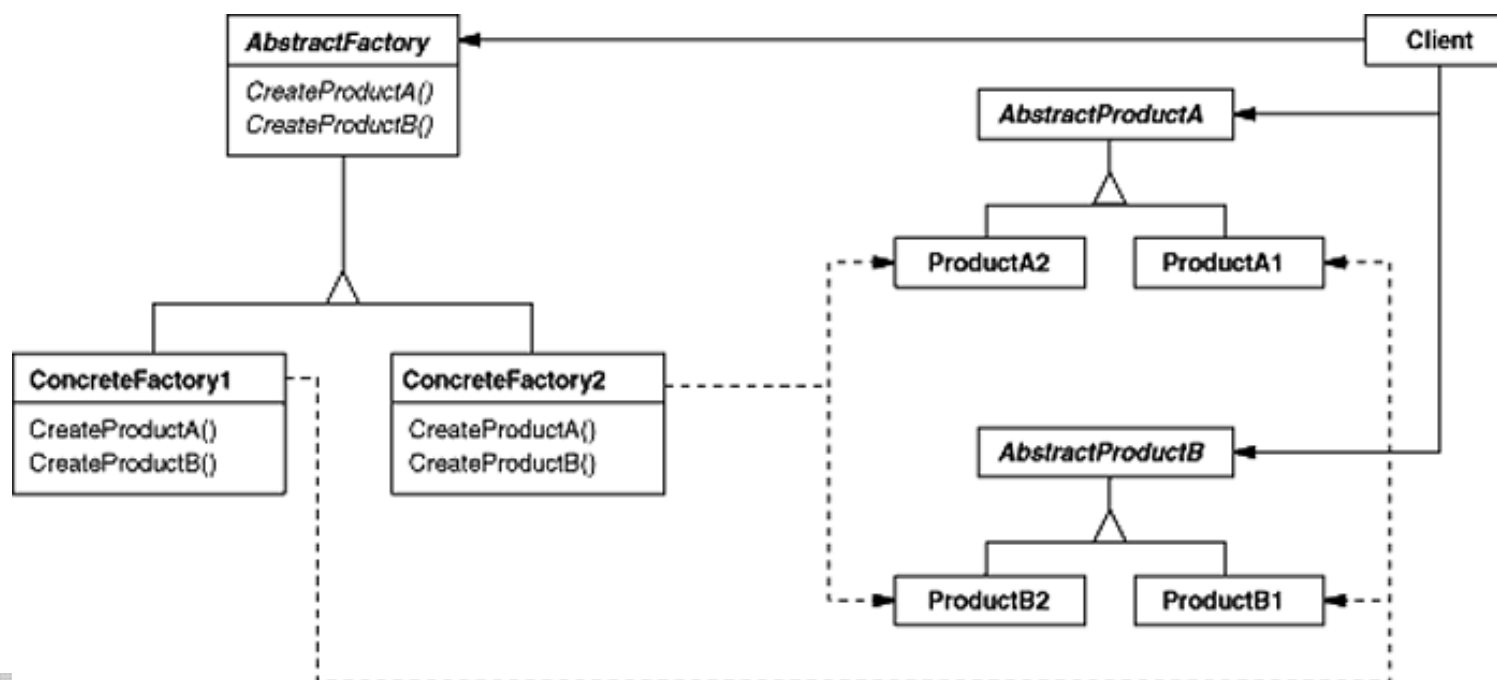 AbstractFactory
CreateProductA()
CreateProductB()
Client
AbstractProductA
ProductA2
ProductA1
ConcreteFactory1
CreateProductA()
CreateProductB()
ConcreteFactory2
CreateProductA()
CreateProductB()
AbstractProductB
ProductB2
ProductB1